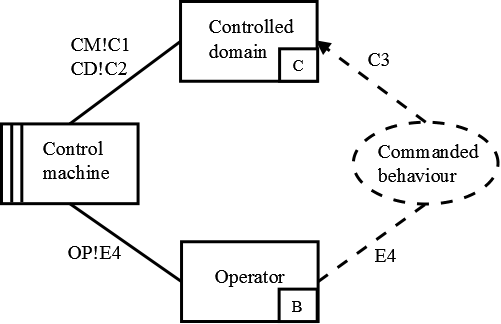 Controlled
domain
C
CM!C1
CD!C2
C3
Control
machine
Commanded
behaviour
OP!E4
E4
Operator
B